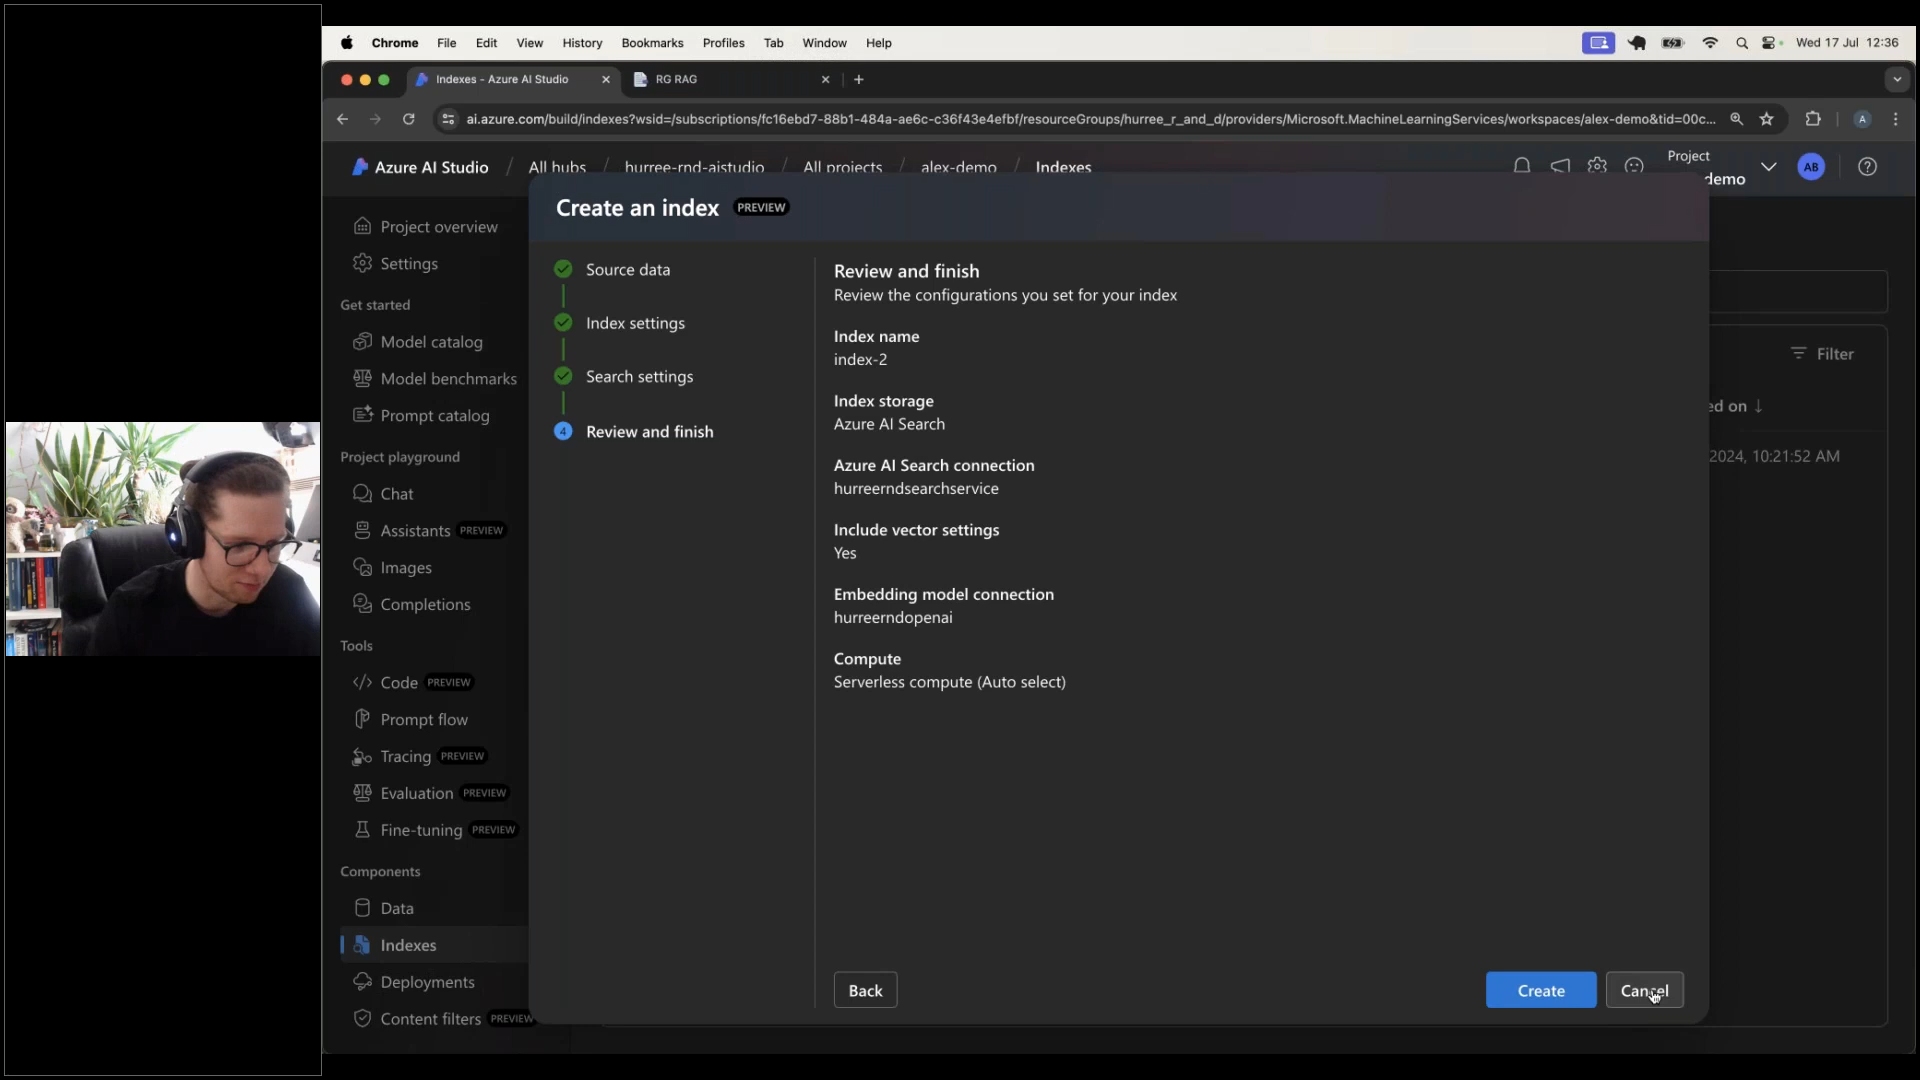 Chrome File Edit View History Bookmarks Profiles Tab Window Help Wed 17 Jul 12:36
Indexes - Azure AI Studio RG RAG
ai.azure.com/build/indexes?wsid=/subscriptions/fc16ebd7-88b1-484a-ae6c-c36f43e4efbf/resourceGroups/hurree_r_and_d/providers/Microsoft.MachineLearningServices/workspaces/alex-demo&tid=00c... A
Azure AI Studio / All hubs / hurree-rnd-aistudio / All projects / alex-demo / Indexes
Project
demo
AB
Project overview
Settings
Get started
Model catalog
Model benchmarks
Prompt catalog
Project playground
Chat
Assistants PREVIEW
Images
Completions
Tools
Code PREVIEW
Prompt flow
Tracing PREVIEW
Evaluation PREVIEW
Fine-tuning PREVIEW
Components
Data
Indexes
Deployments
Content filters PREVIEW
Create an index PREVIEW
Source data
Index settings
Search settings
4 Review and finish
Review and finish
Review the configurations you set for your index
Index name
index-2
Index storage
Azure AI Search
Azure AI Search connection
hurreerndsearchservice
Include vector settings
Yes
Embedding model connection
hurreerndopenai
Compute
Serverless compute (Auto select)
Back
Create
Cancel
Filter
ed on ↓
2024, 10:21:52 AM